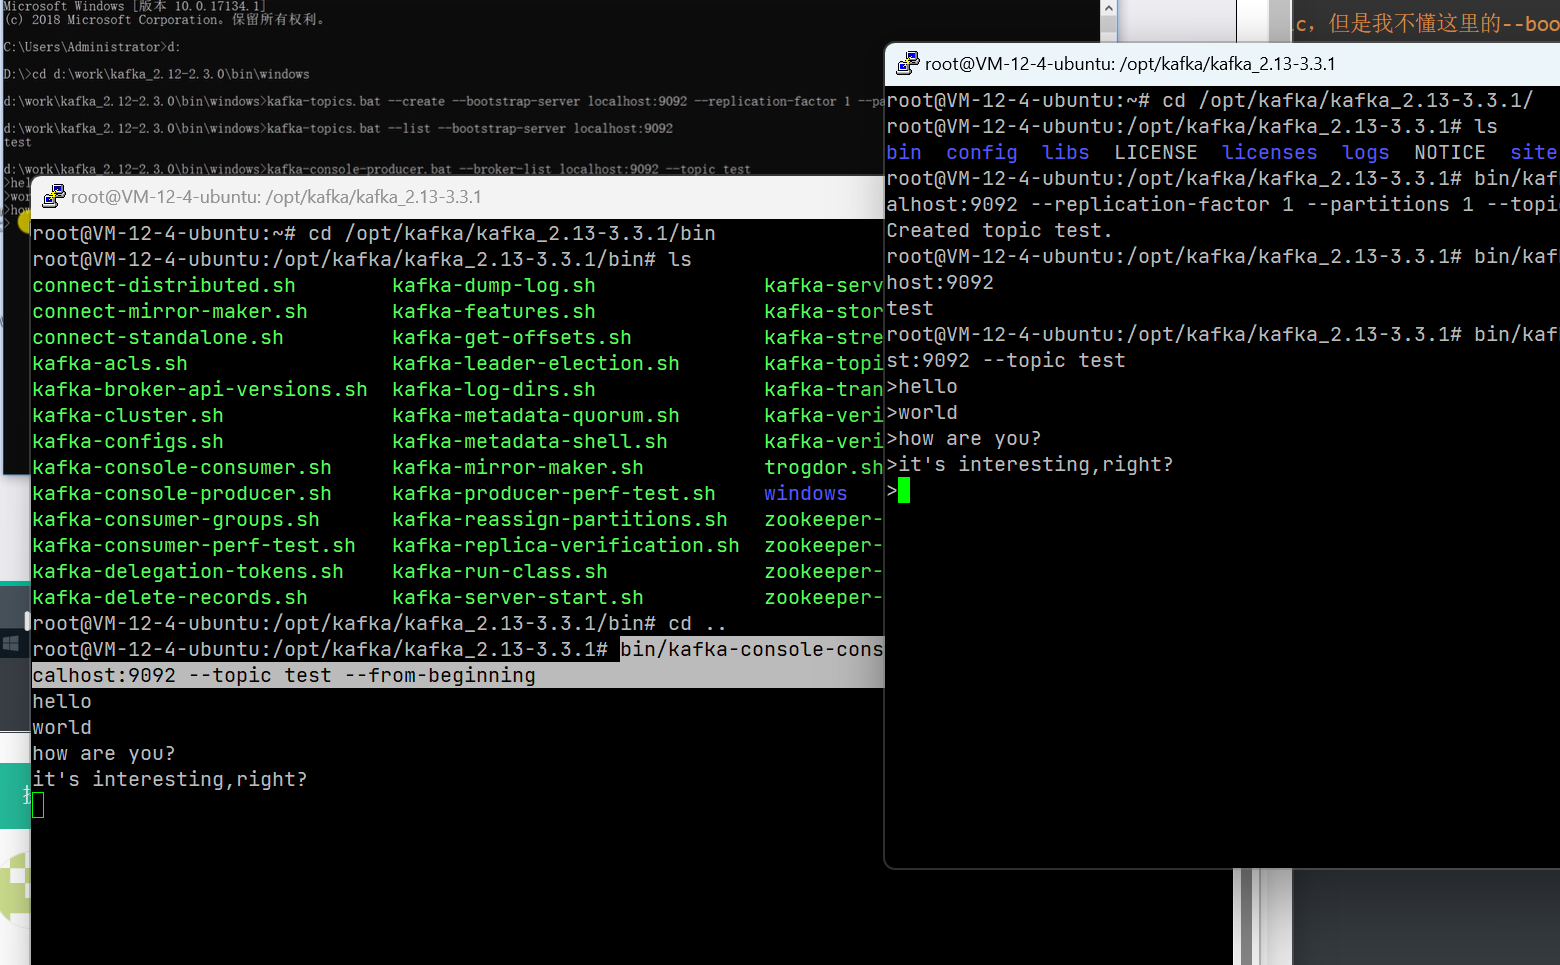 Microsoft Windows [版本 10.0.17134.1]
(c) 2018 Microsoft Corporation。保留所有权利。
C:\Users\Administrator>d:
D:\>cd d:\work\kafka_2.12-2.3.0\bin\windows
d:\work\kafka_2.12-2.3.0\bin\windows>kafka-topics.bat --create --bootstrap-server localhost:9092 --replication-factor 1 --pa
d:\work\kafka_2.12-2.3.0\bin\windows>kafka-topics.bat --list --bootstrap-server localhost:9092
test
d:\work\kafka_2.12-2.3.0\bin\windows>kafka-console-producer.bat --broker-list localhost:9092 --topic test
>hel
>wor
>how
>
c，但是我不懂这里的--boo
root@VM-12-4-ubuntu: /opt/kafka/kafka_2.13-3.3.1
root@VM-12-4-ubuntu:~# cd /opt/kafka/kafka_2.13-3.3.1/bin
root@VM-12-4-ubuntu:/opt/kafka/kafka_2.13-3.3.1/bin# ls
connect-distributed.sh kafka-dump-log.sh kafka-serv
connect-mirror-maker.sh kafka-features.sh kafka-stor
connect-standalone.sh kafka-get-offsets.sh kafka-stre
kafka-acls.sh kafka-leader-election.sh kafka-topi
kafka-broker-api-versions.sh kafka-log-dirs.sh kafka-tran
kafka-cluster.sh kafka-metadata-quorum.sh kafka-veri
kafka-configs.sh kafka-metadata-shell.sh kafka-veri
kafka-console-consumer.sh kafka-mirror-maker.sh trogdor.sh
kafka-console-producer.sh kafka-producer-perf-test.sh windows
kafka-consumer-groups.sh kafka-reassign-partitions.sh zookeeper-
kafka-consumer-perf-test.sh kafka-replica-verification.sh zookeeper-
kafka-delegation-tokens.sh kafka-run-class.sh zookeeper-
kafka-delete-records.sh kafka-server-start.sh zookeeper-
root@VM-12-4-ubuntu:/opt/kafka/kafka_2.13-3.3.1/bin# cd ..
root@VM-12-4-ubuntu:/opt/kafka/kafka_2.13-3.3.1# bin/kafka-console-cons
calhost:9092 --topic test --from-beginning
hello
world
how are you?
it's interesting,right?
root@VM-12-4-ubuntu: /opt/kafka/kafka_2.13-3.3.1
root@VM-12-4-ubuntu:~# cd /opt/kafka/kafka_2.13-3.3.1/
root@VM-12-4-ubuntu:/opt/kafka/kafka_2.13-3.3.1# ls
bin config libs LICENSE licenses logs NOTICE site
root@VM-12-4-ubuntu:/opt/kafka/kafka_2.13-3.3.1# bin/kaf
alhost:9092 --replication-factor 1 --partitions 1 --topi
Created topic test.
root@VM-12-4-ubuntu:/opt/kafka/kafka_2.13-3.3.1# bin/kaf
host:9092
test
root@VM-12-4-ubuntu:/opt/kafka/kafka_2.13-3.3.1# bin/kaf
st:9092 --topic test
>hello
>world
>how are you?
>it's interesting,right?
>